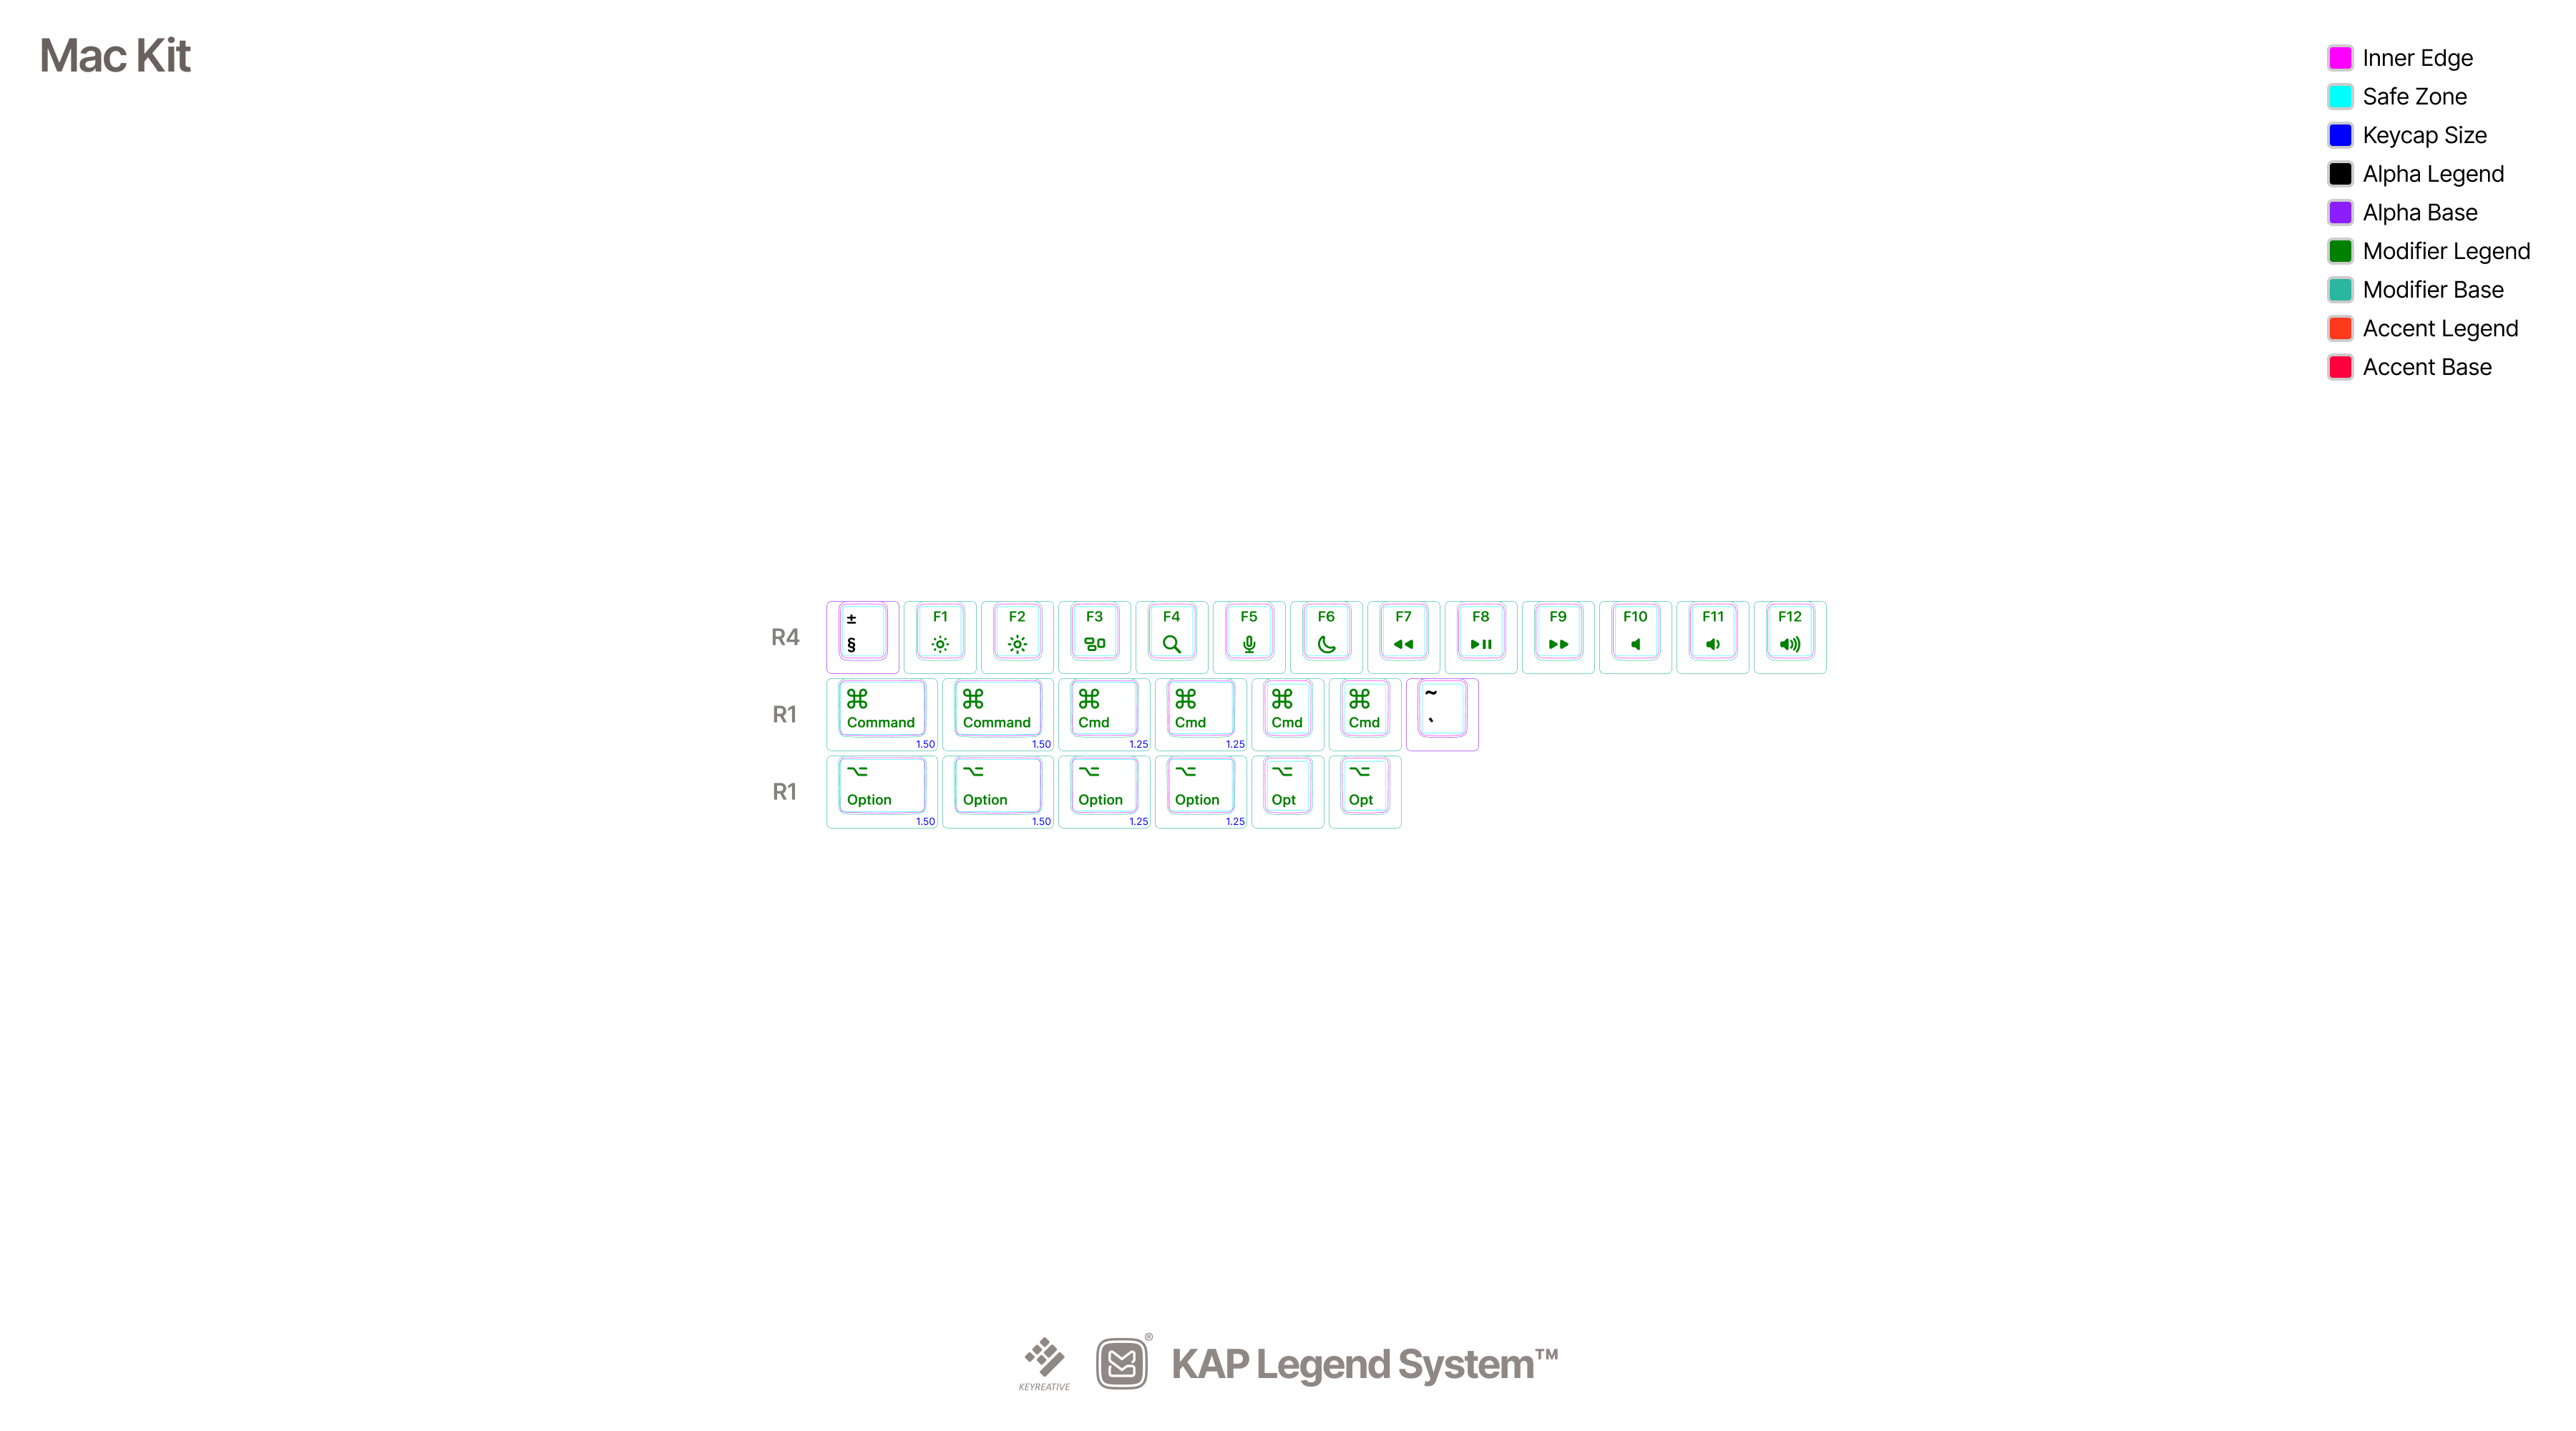 Mac Kit
Inner Edge
Safe Zone
Keycap Size
Alpha Legend
Alpha Base
Modifier Legend
Modifier Base
Accent Legend
Accent Base
R4 ± § F1 F2 F3 F4 F5 F6 F7 F8 F9 F10 F11 F12
R1 ⌘ ⌘ ⌘ ⌘ ⌘ ⌘ ~
Command Command Cmd Cmd Cmd Cmd `
1.50 1.50 1.25 1.25
R1 ⌥ ⌥ ⌥ ⌥ ⌥ ⌥
Option Option Option Option Opt Opt
1.50 1.50 1.25 1.25
KEYREATIVE ® KAP Legend System™